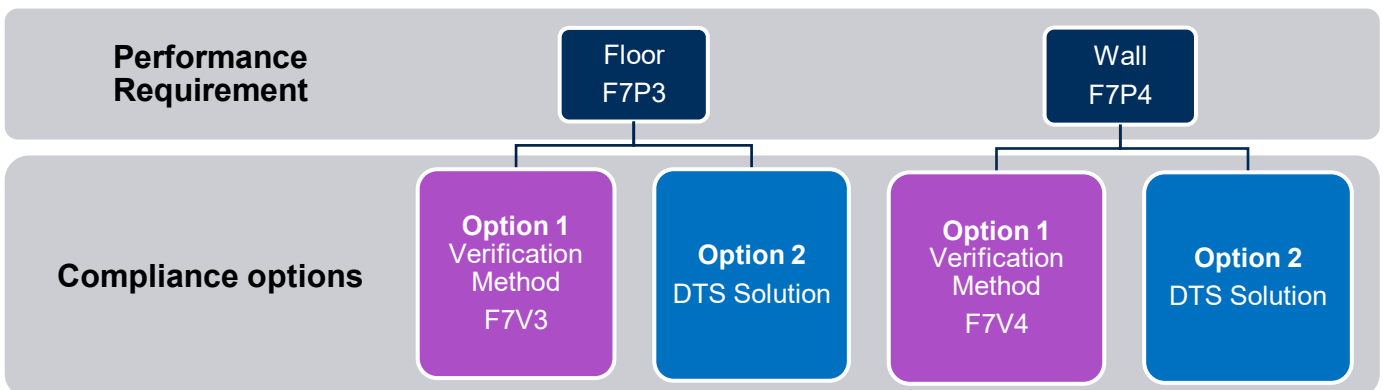 Performance
Requirement
Floor
F7P3
Wall
F7P4
Compliance options
Option 1
Verification
Method
F7V3
Option 2
DTS Solution
Option 1
Verification
Method
F7V4
Option 2
DTS Solution